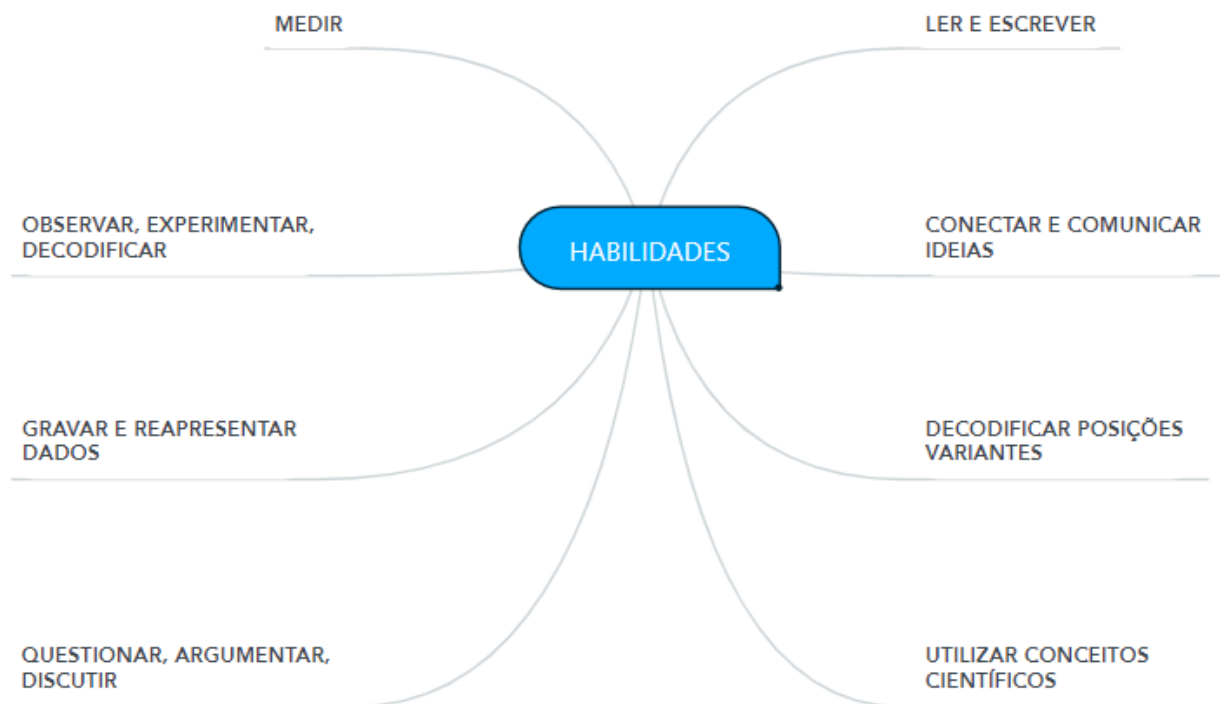 MEDIR
LER E ESCREVER
OBSERVAR, EXPERIMENTAR,
DECODIFICAR
HABILIDADES
CONECTAR E COMUNICAR
IDEIAS
GRAVAR E REAPRESENTAR
DADOS
DECODIFICAR POSIÇÕES
VARIANTES
QUESTIONAR, ARGUMENTAR,
DISCUTIR
UTILIZAR CONCEITOS
CIENTÍFICOS